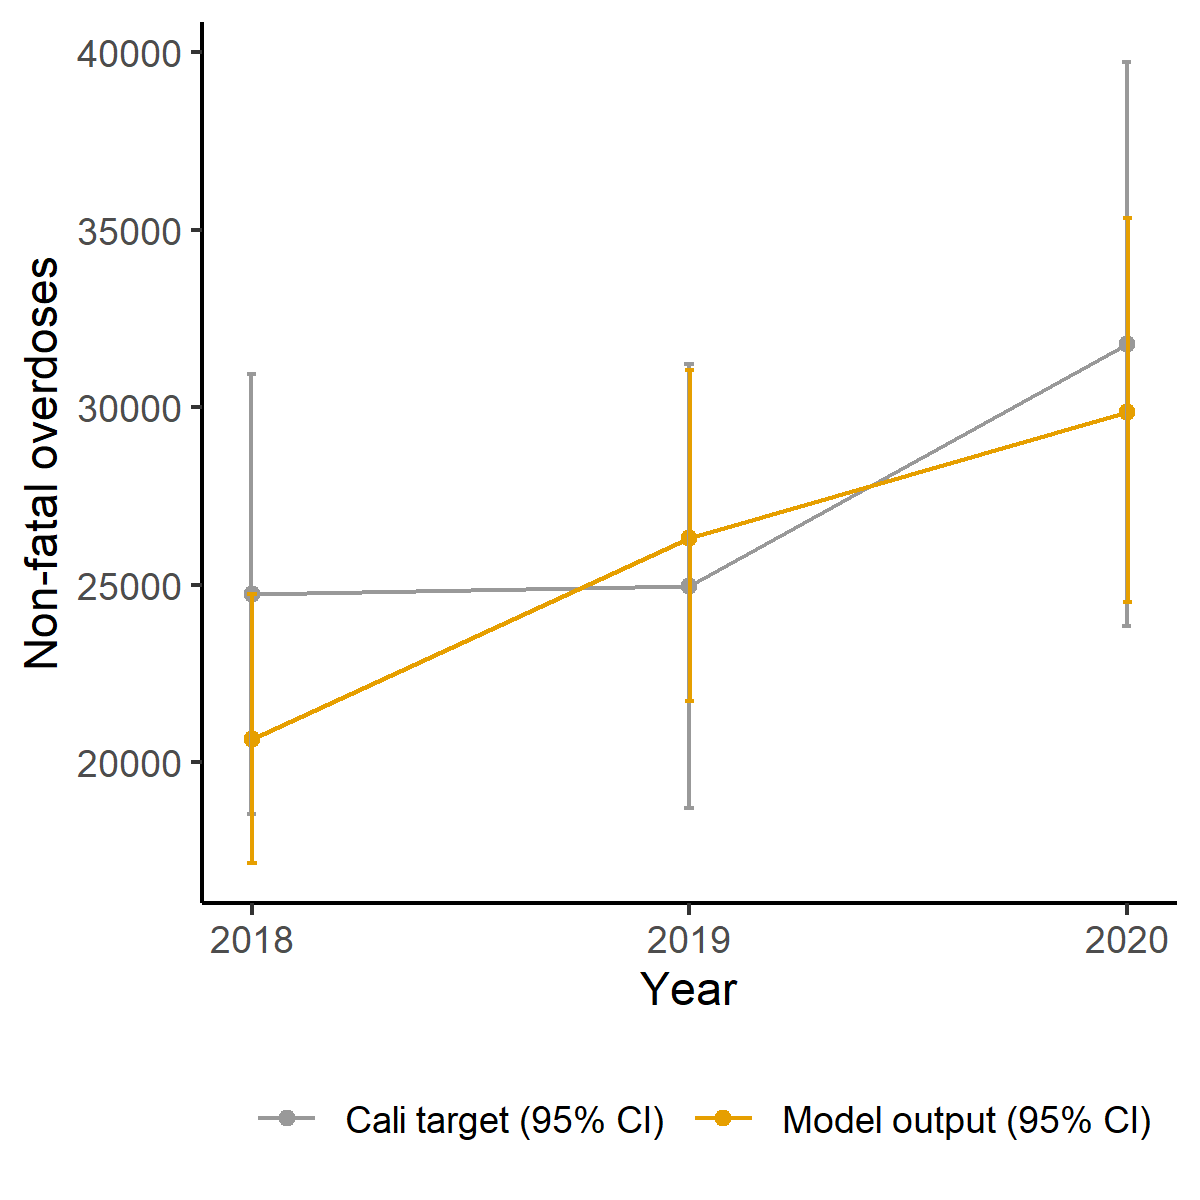 40000
35000
30000
25000
20000
Non-fatal overdoses
2018 2019 2020
Year
Cali target (95% CI) Model output (95% CI)